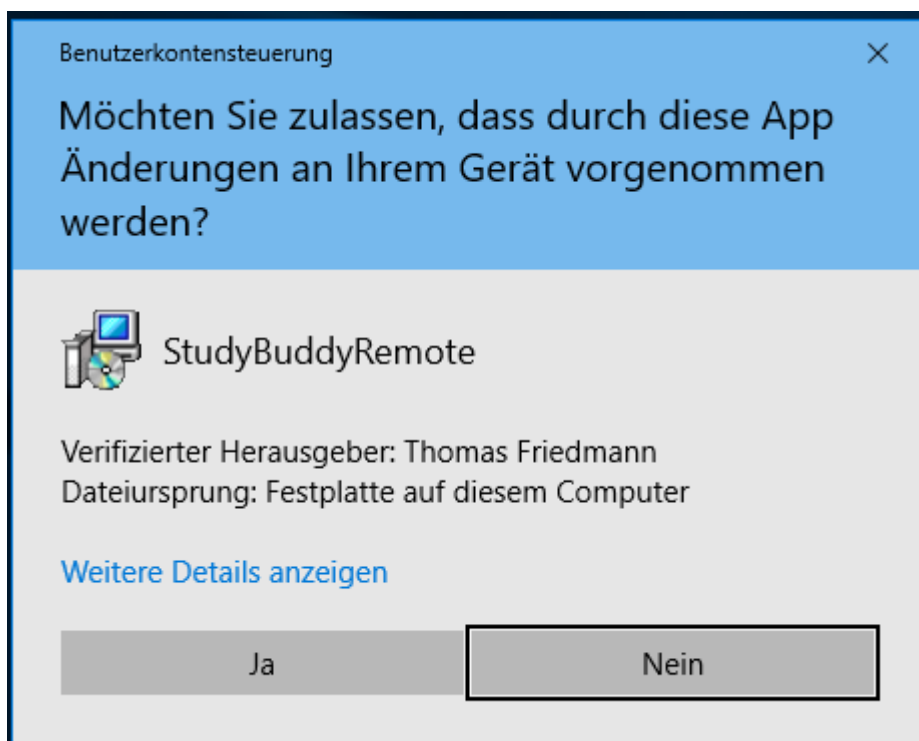 Benutzerkontensteuerung
Möchten Sie zulassen, dass durch diese App
Änderungen an Ihrem Gerät vorgenommen
werden?
StudyBuddyRemote
Verifizierter Herausgeber: Thomas Friedmann
Dateiursprung: Festplatte auf diesem Computer
Weitere Details anzeigen
Ja Nein